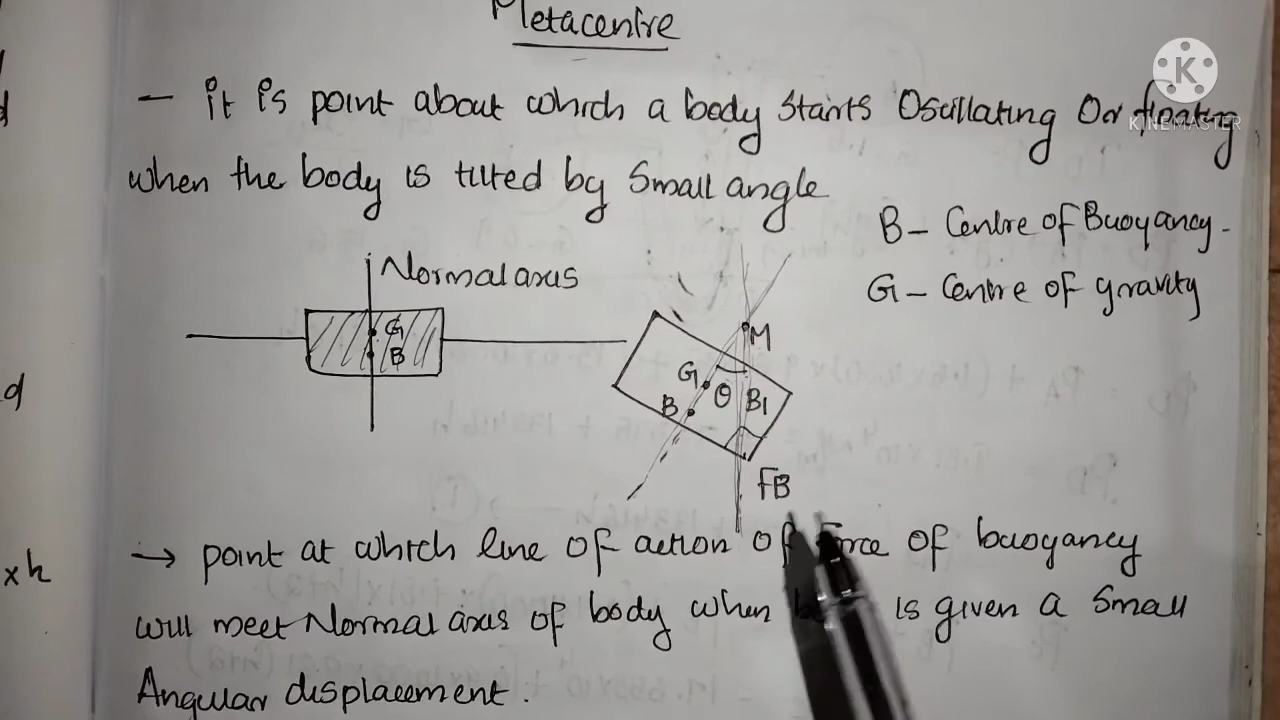 Metacentre
K
KINEMASTER
— it is point about which a body starts Oscillating Or floating
when the body is tilted by Small angle
B – Centre of Buoyancy.
G – Centre of gravity
Normal axis
G
B
M
G
θ
B
B1
FB
d
xh
→ point at which line of action of Force of buoyancy
will meet Normal axis of body when is given a Small
Angular displacement.